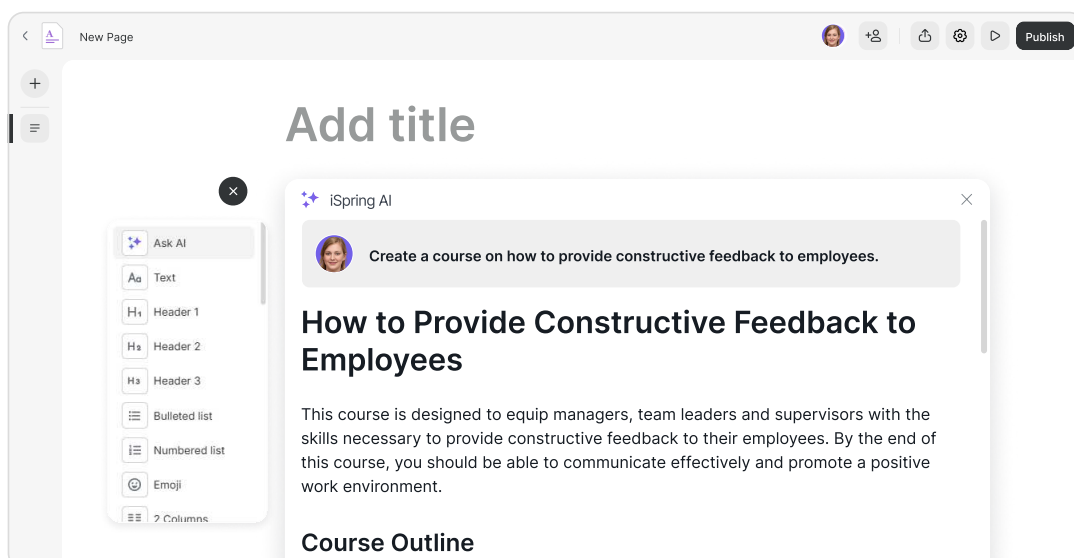 New Page
Publish
Add title
iSpring AI
Create a course on how to provide constructive feedback to employees.
Ask AI
Aa Text
H1 Header 1
H2 Header 2
H3 Header 3
Bulleted list
Numbered list
Emoji
2 Columns
How to Provide Constructive Feedback to
Employees
This course is designed to equip managers, team leaders and supervisors with the
skills necessary to provide constructive feedback to their employees. By the end of
this course, you should be able to communicate effectively and promote a positive
work environment.
Course Outline